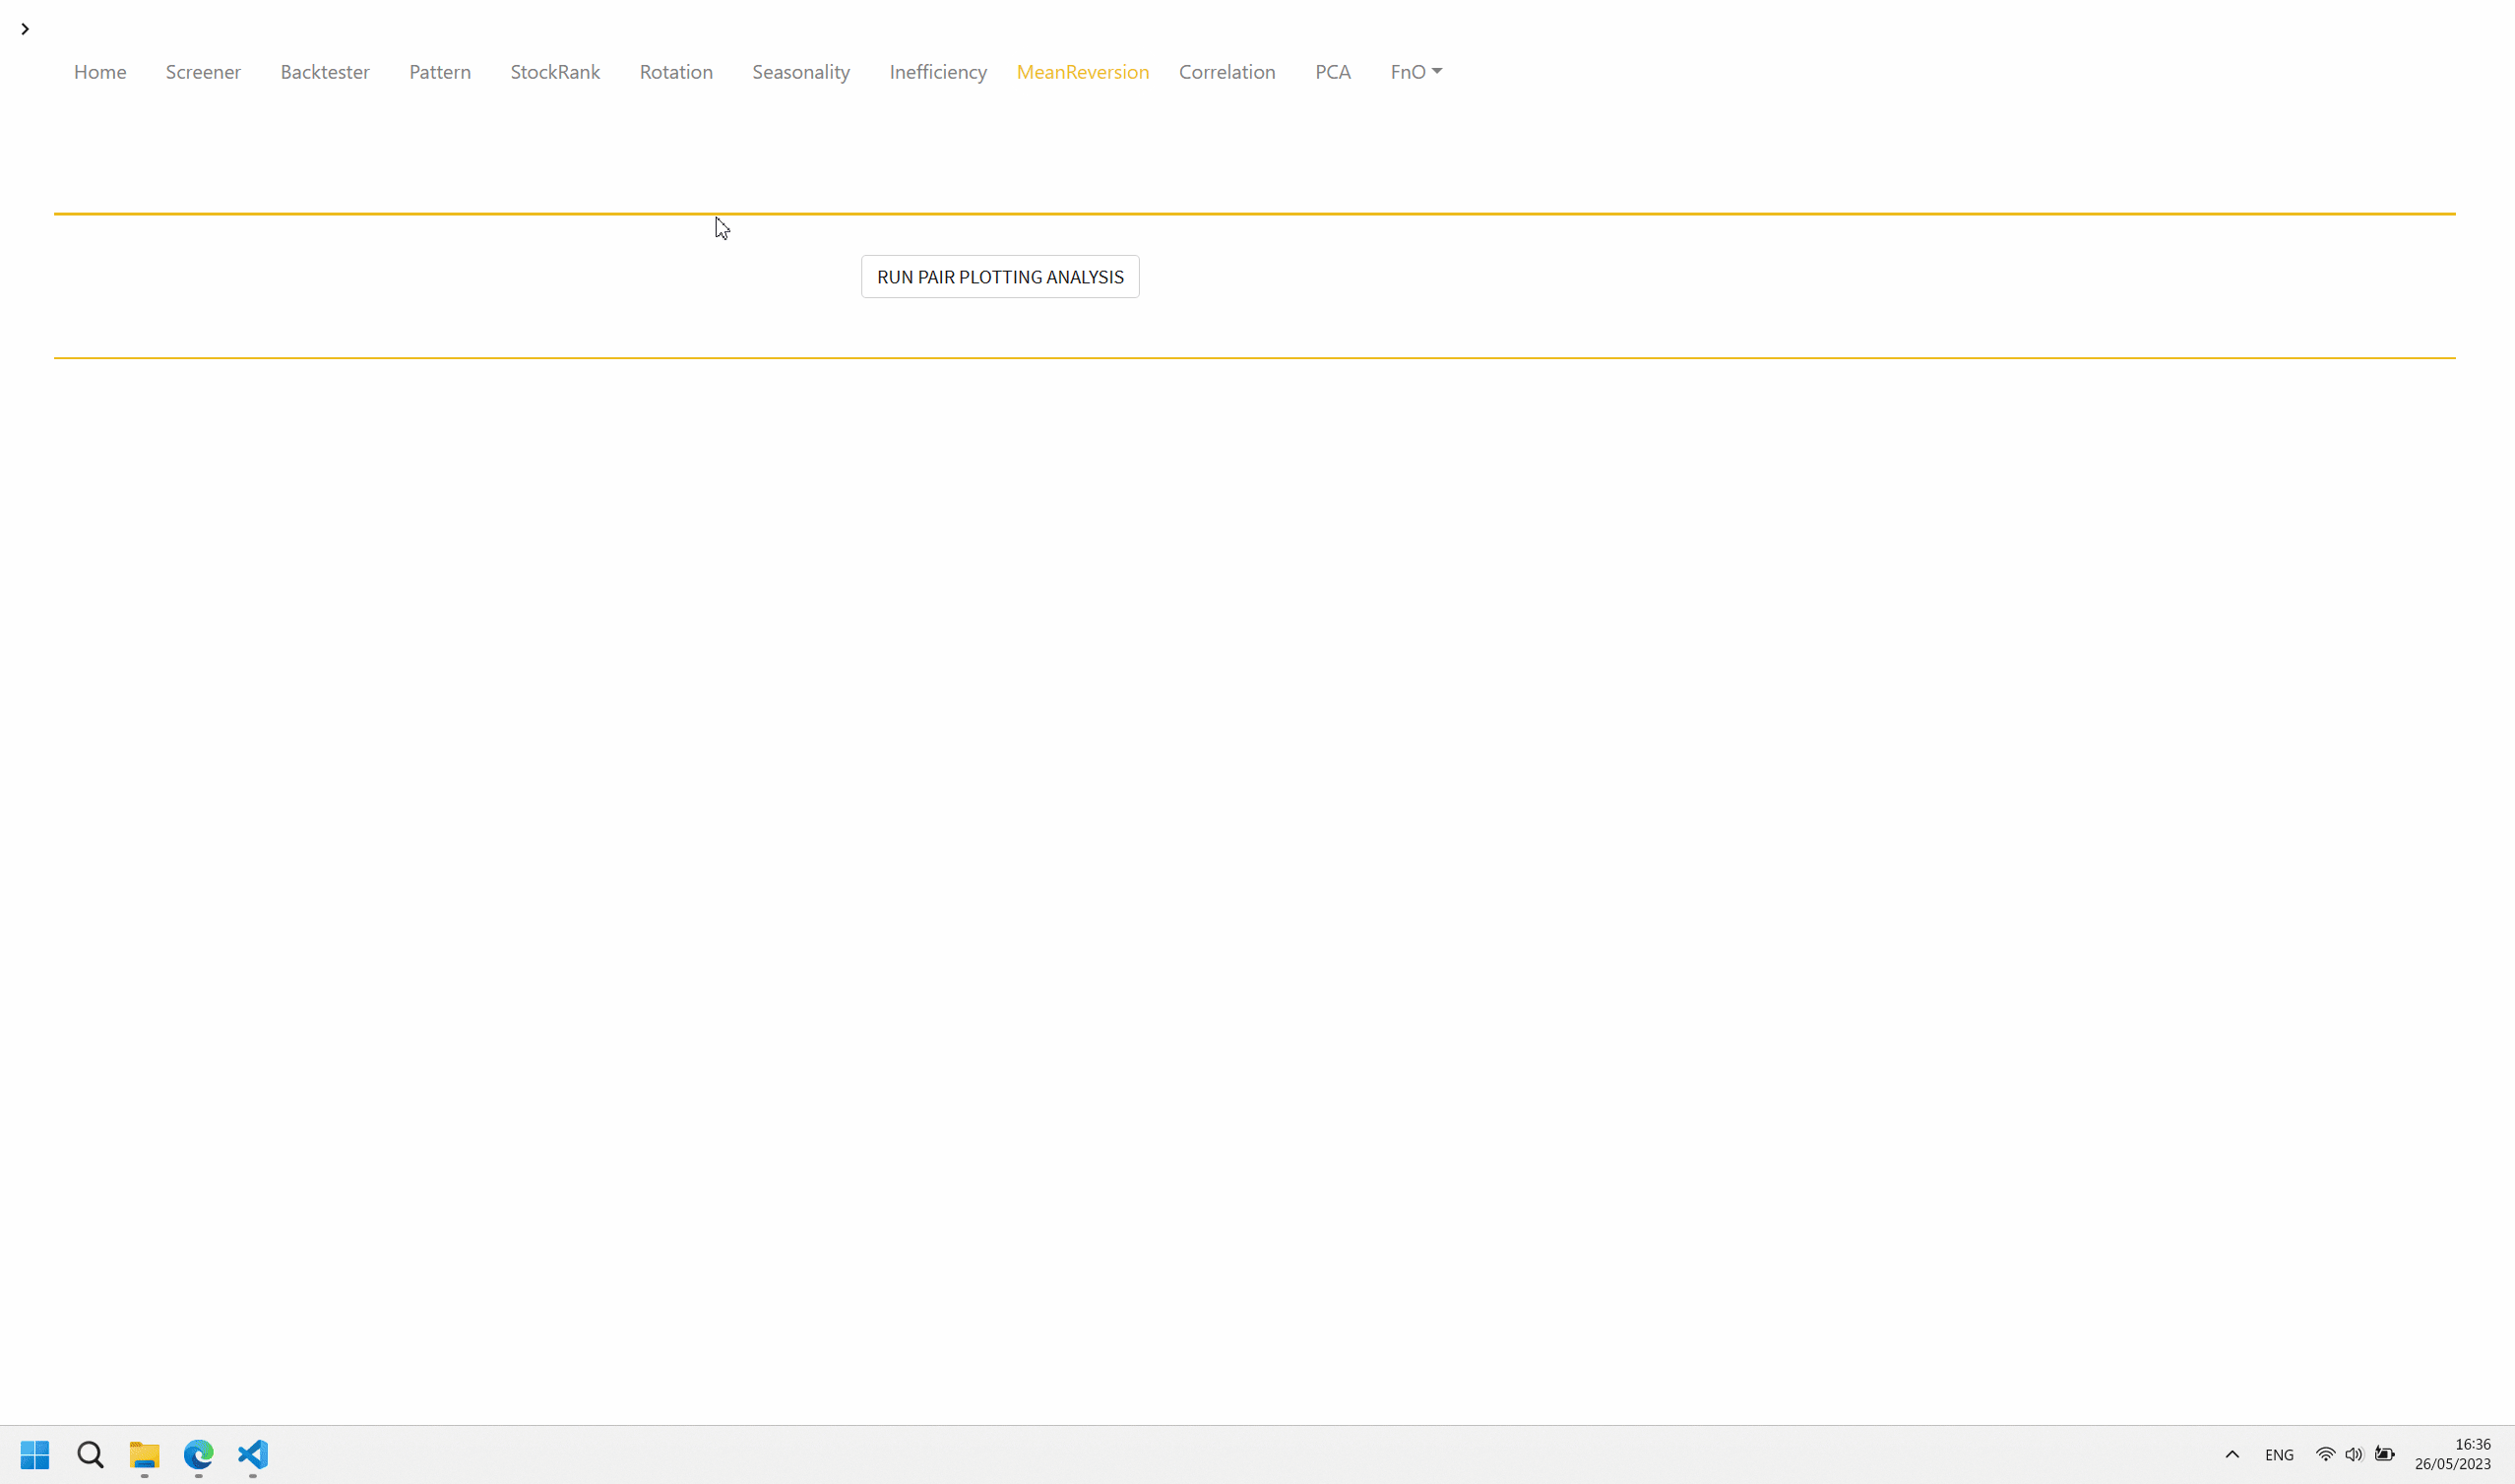 Home Screener Backtester Pattern StockRank Rotation Seasonality Inefficiency MeanReversion Correlation PCA FnO
RUN PAIR PLOTTING ANALYSIS
ENG
16:36
26/05/2023